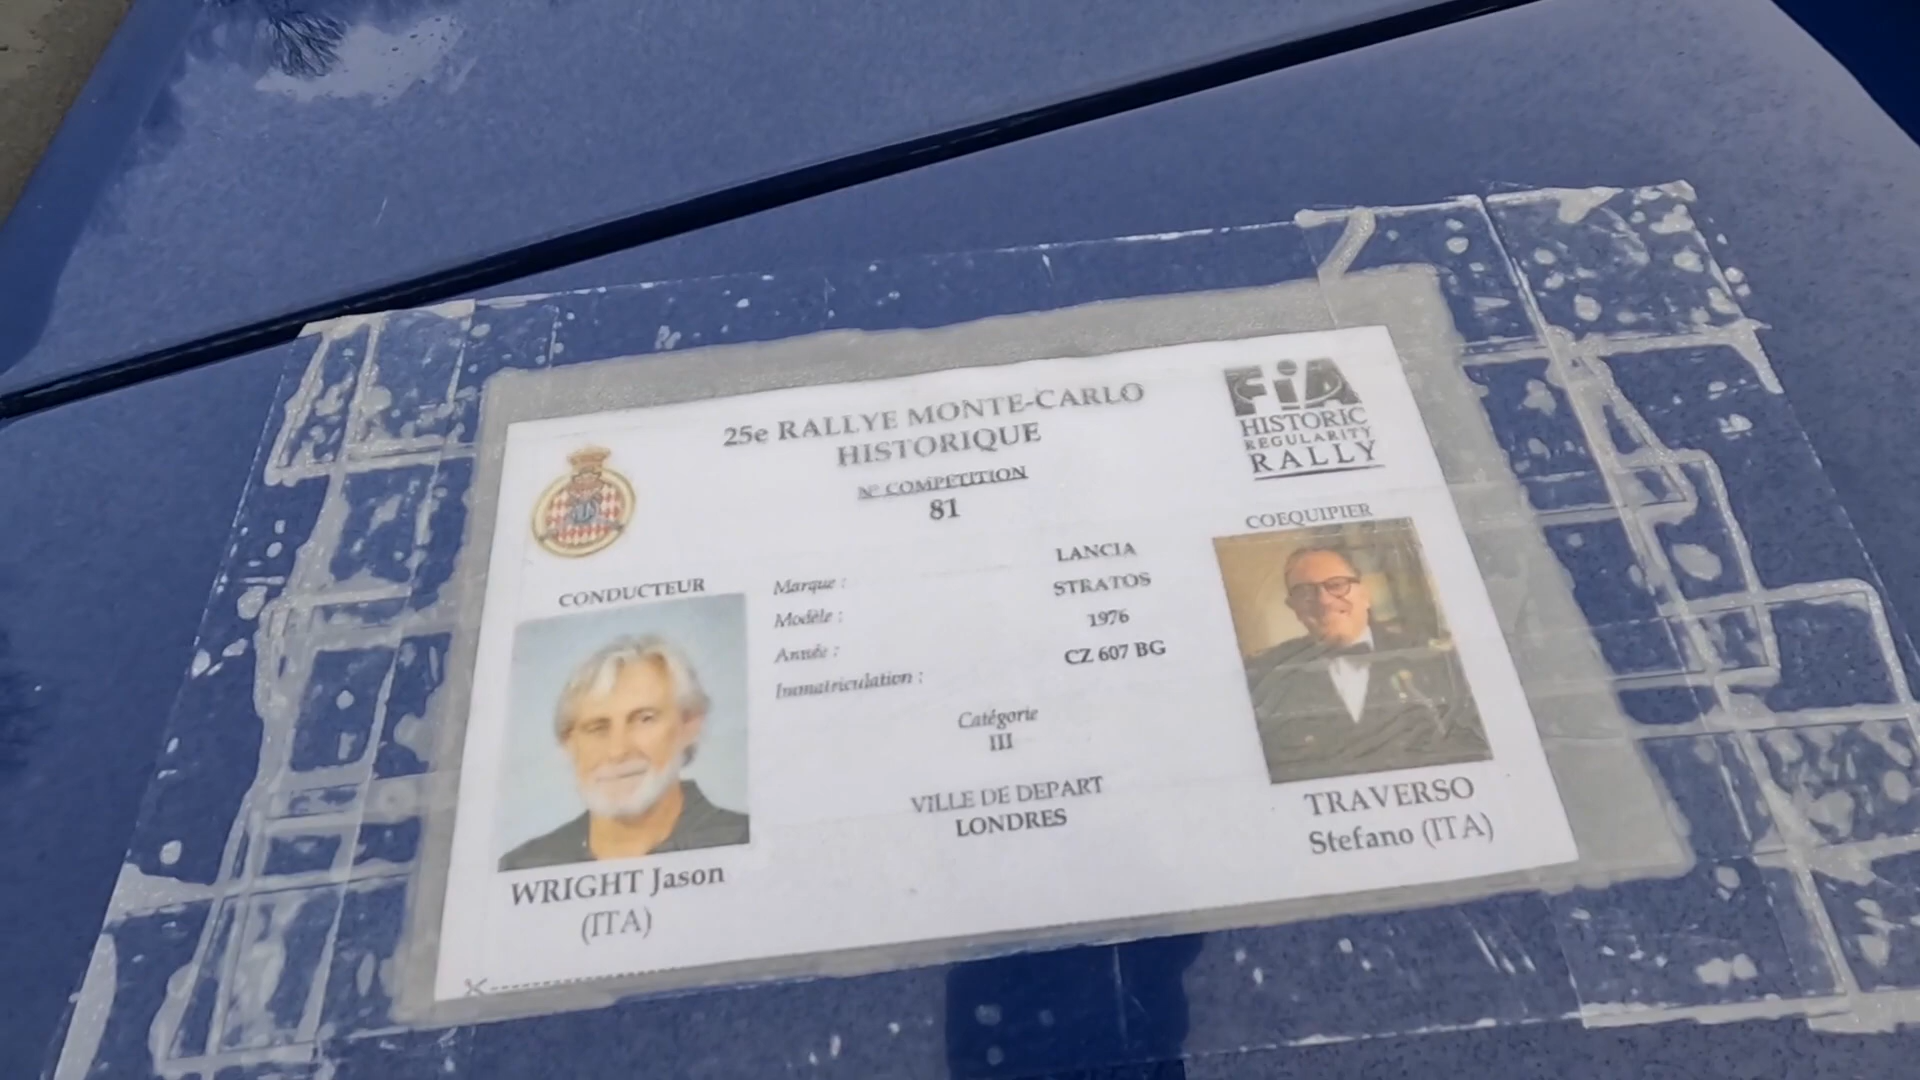 25e RALLYE MONTE-CARLO
HISTORIQUE
N° COMPETITION
81
FiA
HISTORIC
REGULARITY
RALLY
CONDUCTEUR
WRIGHT Jason
(ITA)
Marque :
LANCIA
Modèle :
STRATOS
Année :
1976
Immatriculation :
CZ 607 BG
Catégorie
III
VILLE DE DEPART
LONDRES
COEQUIPIER
TRAVERSO
Stefano (ITA)